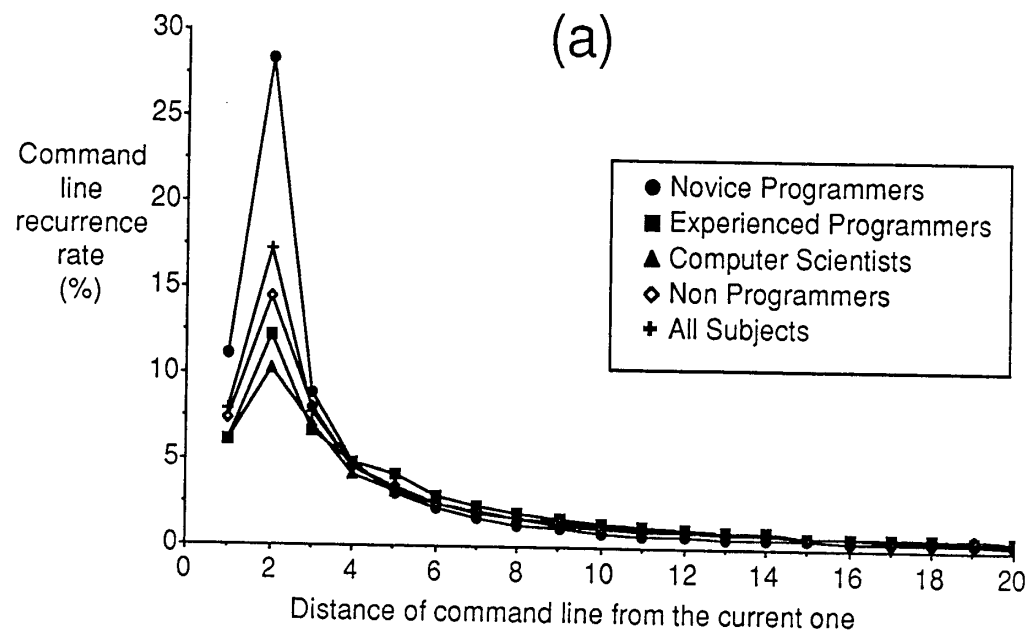 (a)
30
25
20
15
10
5
0
Command
line
recurrence
rate
(%)
Novice Programmers
Experienced Programmers
Computer Scientists
Non Programmers
All Subjects
0 2 4 6 8 10 12 14 16 18 20
Distance of command line from the current one